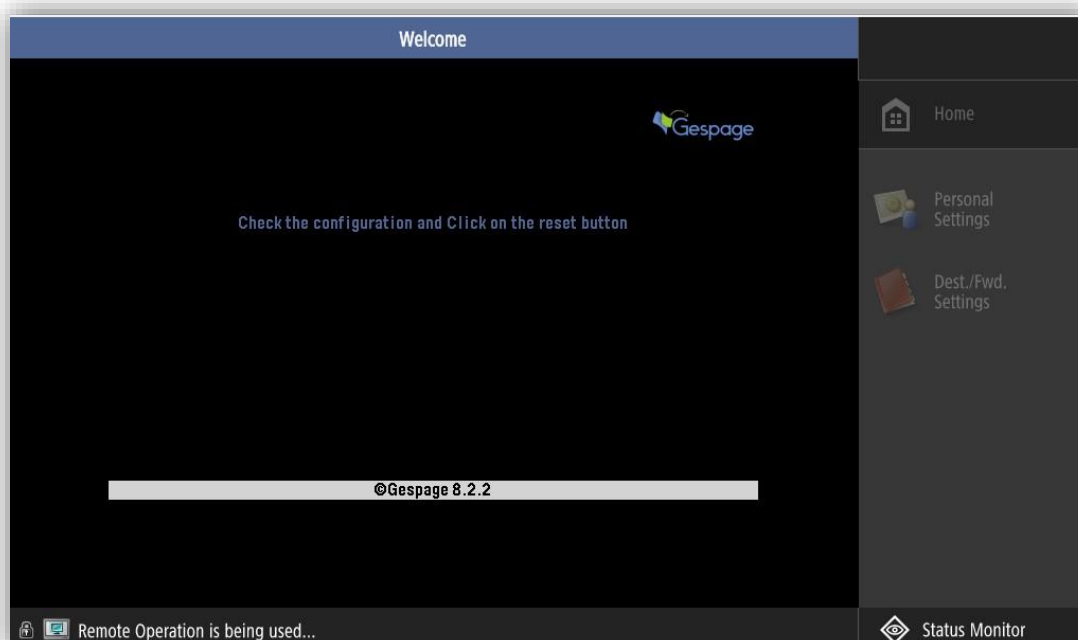 Welcome
Gespage
Home
Check the configuration and Click on the reset button
Personal
Settings
Dest./Fwd.
Settings
©Gespage 8.2.2
Remote Operation is being used...
Status Monitor